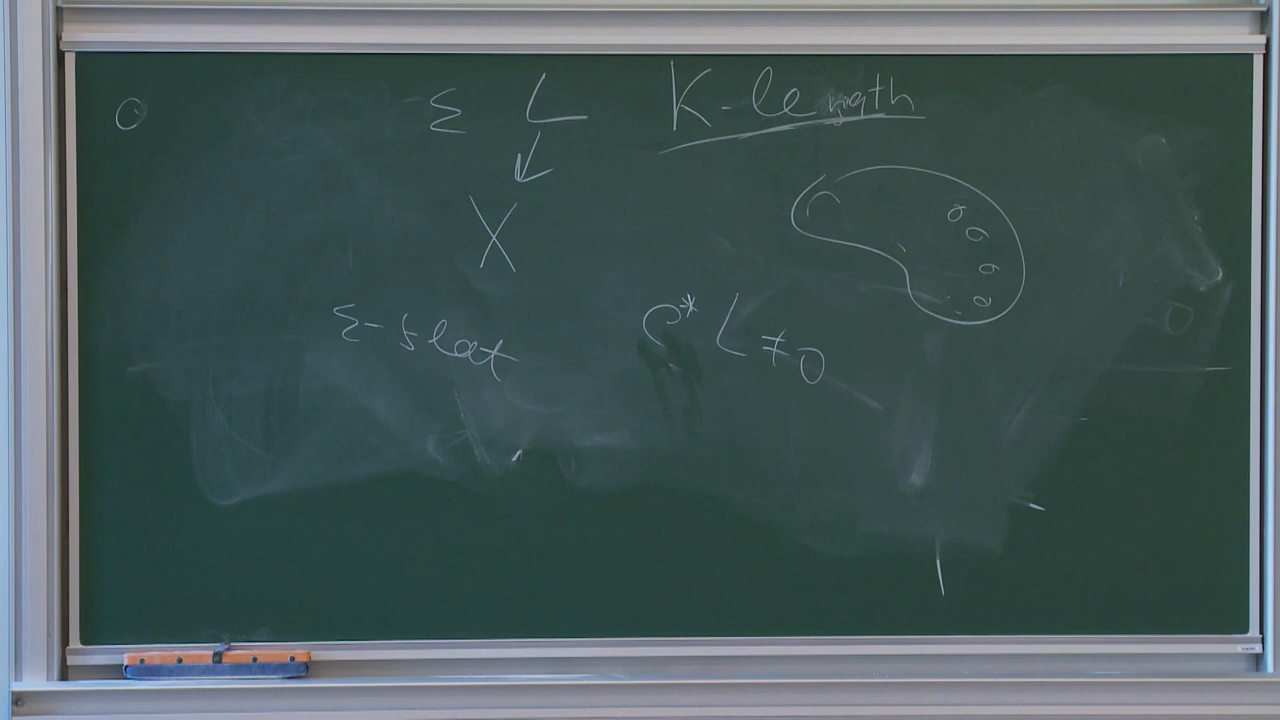 ε L K-length
↓
X
ε-flat
C* L ≠ 0